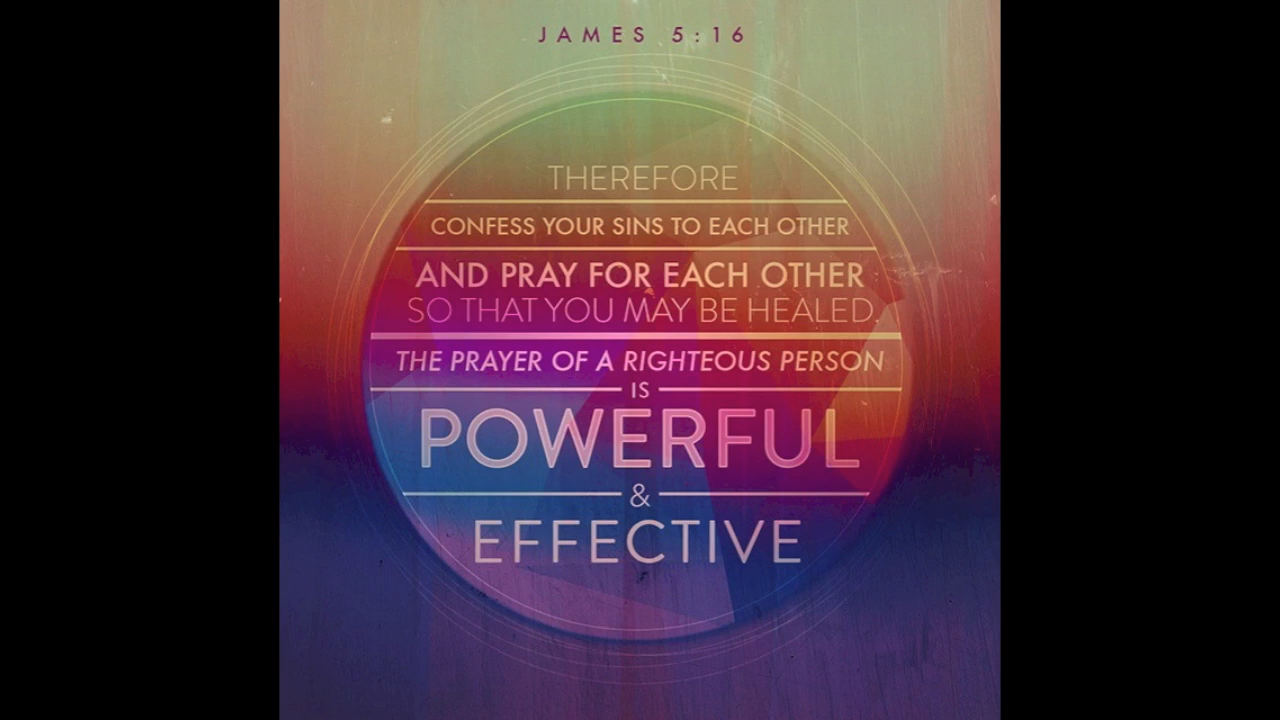 JAMES 5:16
THEREFORE
CONFESS YOUR SINS TO EACH OTHER
AND PRAY FOR EACH OTHER
SO THAT YOU MAY BE HEALED.
THE PRAYER OF A RIGHTEOUS PERSON
IS
POWERFUL
&
EFFECTIVE